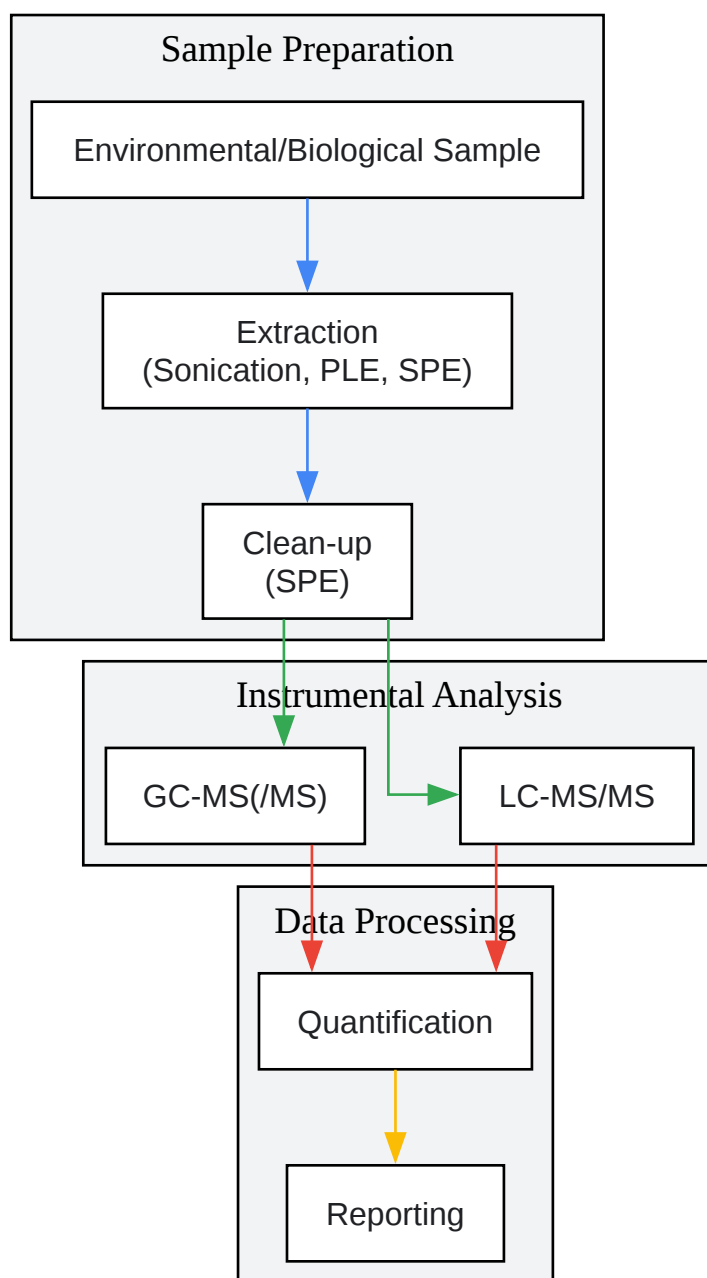 Sample Preparation
Environmental/Biological Sample
Extraction
(Sonication, PLE, SPE)
Clean-up
(SPE)
Instrumental Analysis
GC-MS(/MS)
LC-MS/MS
Data Processing
Quantification
Reporting